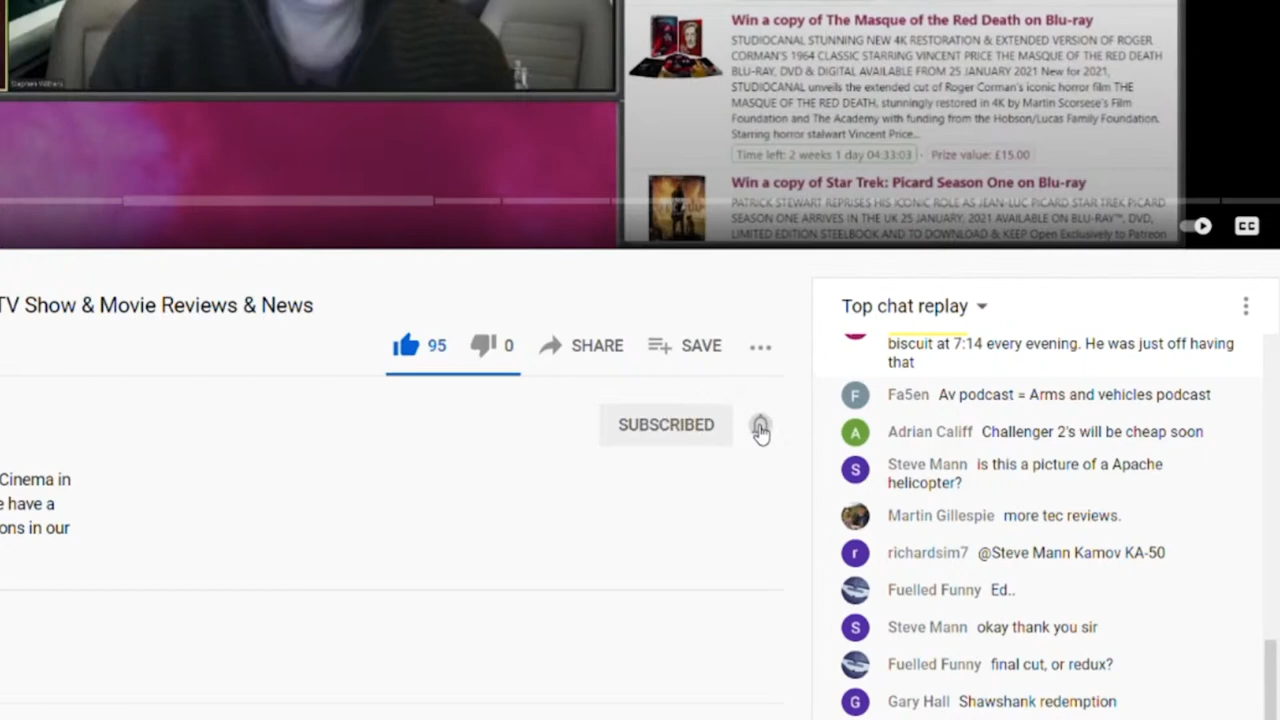 Stephen Withers
Win a copy of The Masque of the Red Death on Blu-ray
STUDIOCANAL STUNNING NEW 4K RESTORATION & EXTENDED VERSION OF ROGER
CORMAN'S 1964 CLASSIC STARRING VINCENT PRICE THE MASQUE OF THE RED DEATH
BLU-RAY, DVD & DIGITAL AVAILABLE FROM 25 JANUARY 2021 New for 2021,
STUDIOCANAL unveils the extended cut of Roger Corman's iconic horror film THE
MASQUE OF THE RED DEATH, stunningly restored in 4K by Martin Scorsese's Film
Foundation and The Academy with funding from the Hobson/Lucas Family Foundation.
Starring horror stalwart Vincent Price...
Time left: 2 weeks 1 day 04:33:03 · Prize value: £15.00
Win a copy of Star Trek: Picard Season One on Blu-ray
PATRICK STEWART REPRISES HIS ICONIC ROLE AS JEAN-LUC PICARD STAR TREK PICARD
SEASON ONE ARRIVES IN THE UK 25 JANUARY, 2021 AVAILABLE ON BLU-RAY™, DVD,
LIMITED EDITION STEELBOOK AND TO DOWNLOAD & KEEP Open Exclusively to Patreon
CC
TV Show & Movie Reviews & News
95 0 SHARE SAVE
SUBSCRIBED
Cinema in
e have a
ons in our
Top chat replay
biscuit at 7:14 every evening. He was just off having
that
F Fa5en Av podcast = Arms and vehicles podcast
A Adrian Califf Challenger 2's will be cheap soon
S Steve Mann is this a picture of a Apache
helicopter?
Martin Gillespie more tec reviews.
r richardsim7 @Steve Mann Kamov KA-50
Fuelled Funny Ed..
S Steve Mann okay thank you sir
Fuelled Funny final cut, or redux?
G Gary Hall Shawshank redemption